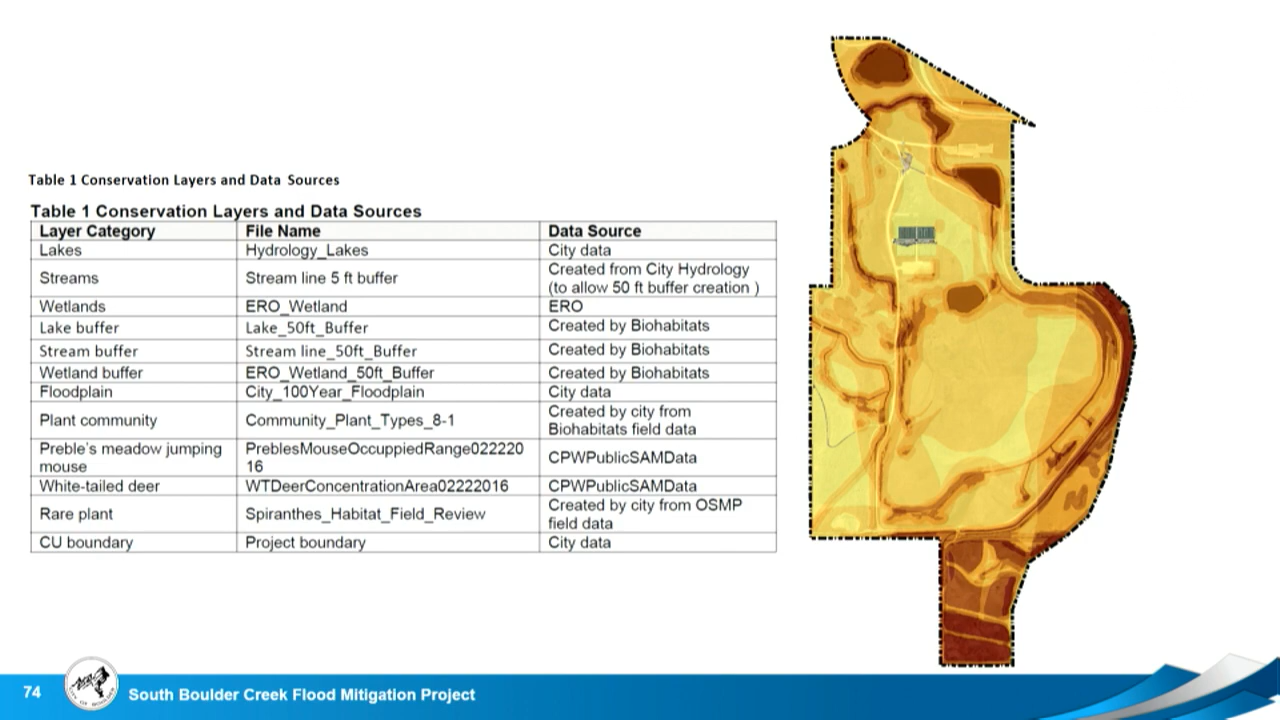 Table 1 Conservation Layers and Data Sources
Table 1 Conservation Layers and Data Sources
Layer Category File Name Data Source
Lakes Hydrology_Lakes City data
Streams Stream line 5 ft buffer Created from City Hydrology
(to allow 50 ft buffer creation )
Wetlands ERO_Wetland ERO
Lake buffer Lake_50ft_Buffer Created by Biohabitats
Stream buffer Stream line_50ft_Buffer Created by Biohabitats
Wetland buffer ERO_Wetland_50ft_Buffer Created by Biohabitats
Floodplain City_100Year_Floodplain City data
Plant community Community_Plant_Types_8-1 Created by city from
Biohabitats field data
Preble's meadow jumping PreblesMouseOccuppiedRange022220 CPWPublicSAMData
mouse 16
White-tailed deer WTDeerConcentrationArea02222016 CPWPublicSAMData
Rare plant Spiranthes_Habitat_Field_Review Created by city from OSMP
field data
CU boundary Project boundary City data
74 South Boulder Creek Flood Mitigation Project